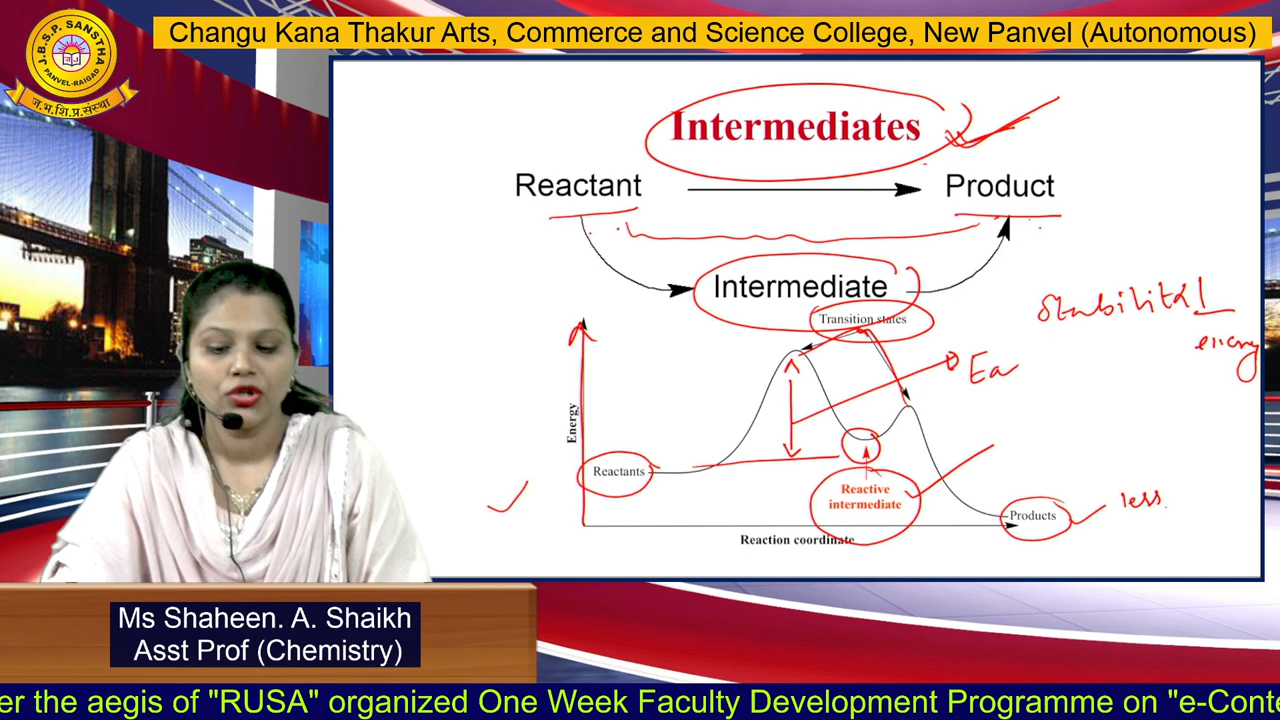 Changu Kana Thakur Arts, Commerce and Science College, New Panvel (Autonomous)
J.B.S.P. SANSTHA
PANVEL-RAIGAD
ज.भ.शि.प्र.संस्था
Intermediates
Reactant
Product
Intermediate
Transition states
Energy
Ea
energy
Reactants
Reactive
intermediate
Products
less
Reaction coordinate
Ms Shaheen. A. Shaikh
Asst Prof (Chemistry)
er the aegis of "RUSA" organized One Week Faculty Development Programme on "e-Conte